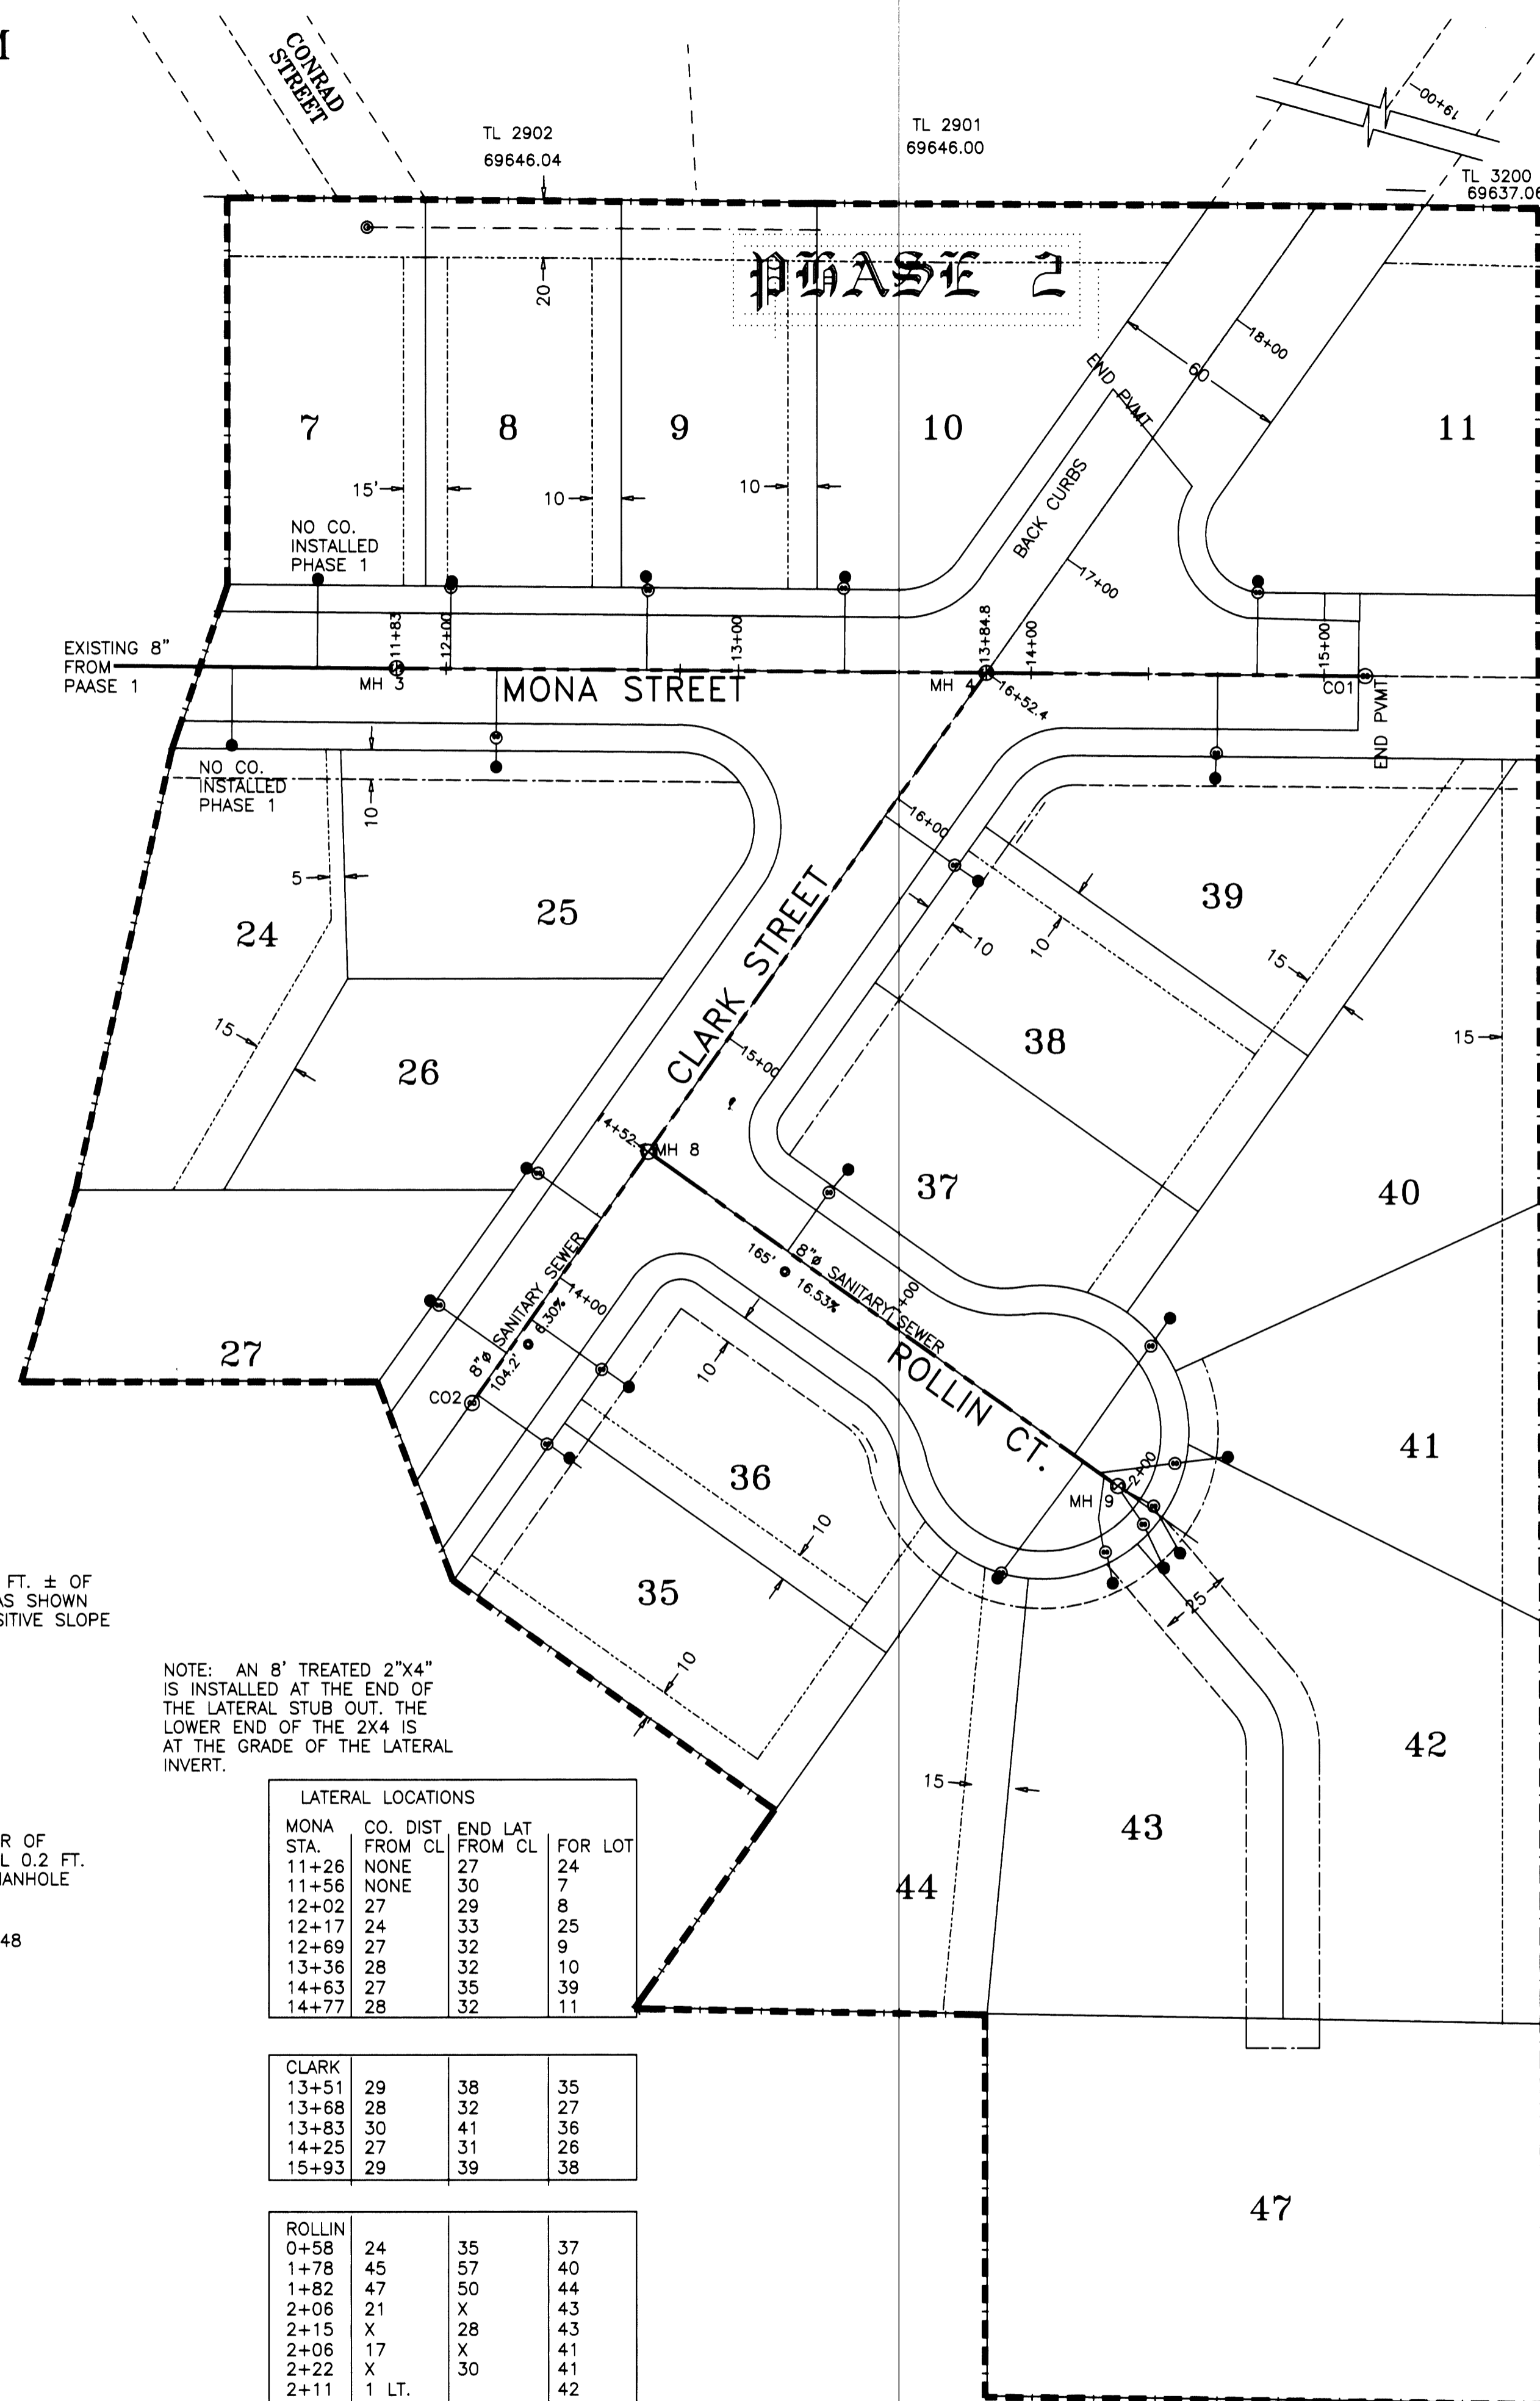 CONRAD
STREET
TL 2902
69646.04
TL 2901
69646.00
19+00
TL 3200
PHASE 2
20
18+00
60
END PVMT
7
8
9
10
11
15'
10
10
BACK CURBS
NO CO.
INSTALLED
PHASE 1
17+00
EXISTING 8"
FROM
PAASE 1
11+83
12+00
13+00
13+84.8
14+00
15+00
MH 3
MONA STREET
MH 4
16+52.4
CO1
END PVMT
NO CO.
INSTALLED
PHASE 1
10
16+00
5
24
25
CLARK STREET
10
10
39
15
15
26
15+00
38
15
14+52.
MH 8
37
40
165'
8"ø SANITARY SEWER
16.53%
1+00
8"ø SANITARY SEWER
104.2'
6.30%
14+00
27
CO2
10
ROLLIN CT.
41
36
MH 9
2+00
10
35
25
10
FT. ± OF
AS SHOWN
SITIVE SLOPE
NOTE: AN 8' TREATED 2"X4"
IS INSTALLED AT THE END OF
THE LATERAL STUB OUT. THE
LOWER END OF THE 2X4 IS
AT THE GRADE OF THE LATERAL
INVERT.
42
15
43
44
R OF
L 0.2 FT.
MANHOLE
48
LATERAL LOCATIONS
MONA STA. CO. DIST FROM CL END LAT FROM CL FOR LOT
11+26 NONE 27 24
11+56 NONE 30 7
12+02 27 29 8
12+17 24 33 25
12+69 27 32 9
13+36 28 32 10
14+63 27 35 39
14+77 28 32 11
CLARK
13+51 29 38 35
13+68 28 32 27
13+83 30 41 36
14+25 27 31 26
15+93 29 39 38
47
ROLLIN
0+58 24 35 37
1+78 45 57 40
1+82 47 50 44
2+06 21 X 43
2+15 X 28 43
2+06 17 X 41
2+22 X 30 41
2+11 1 LT. 42